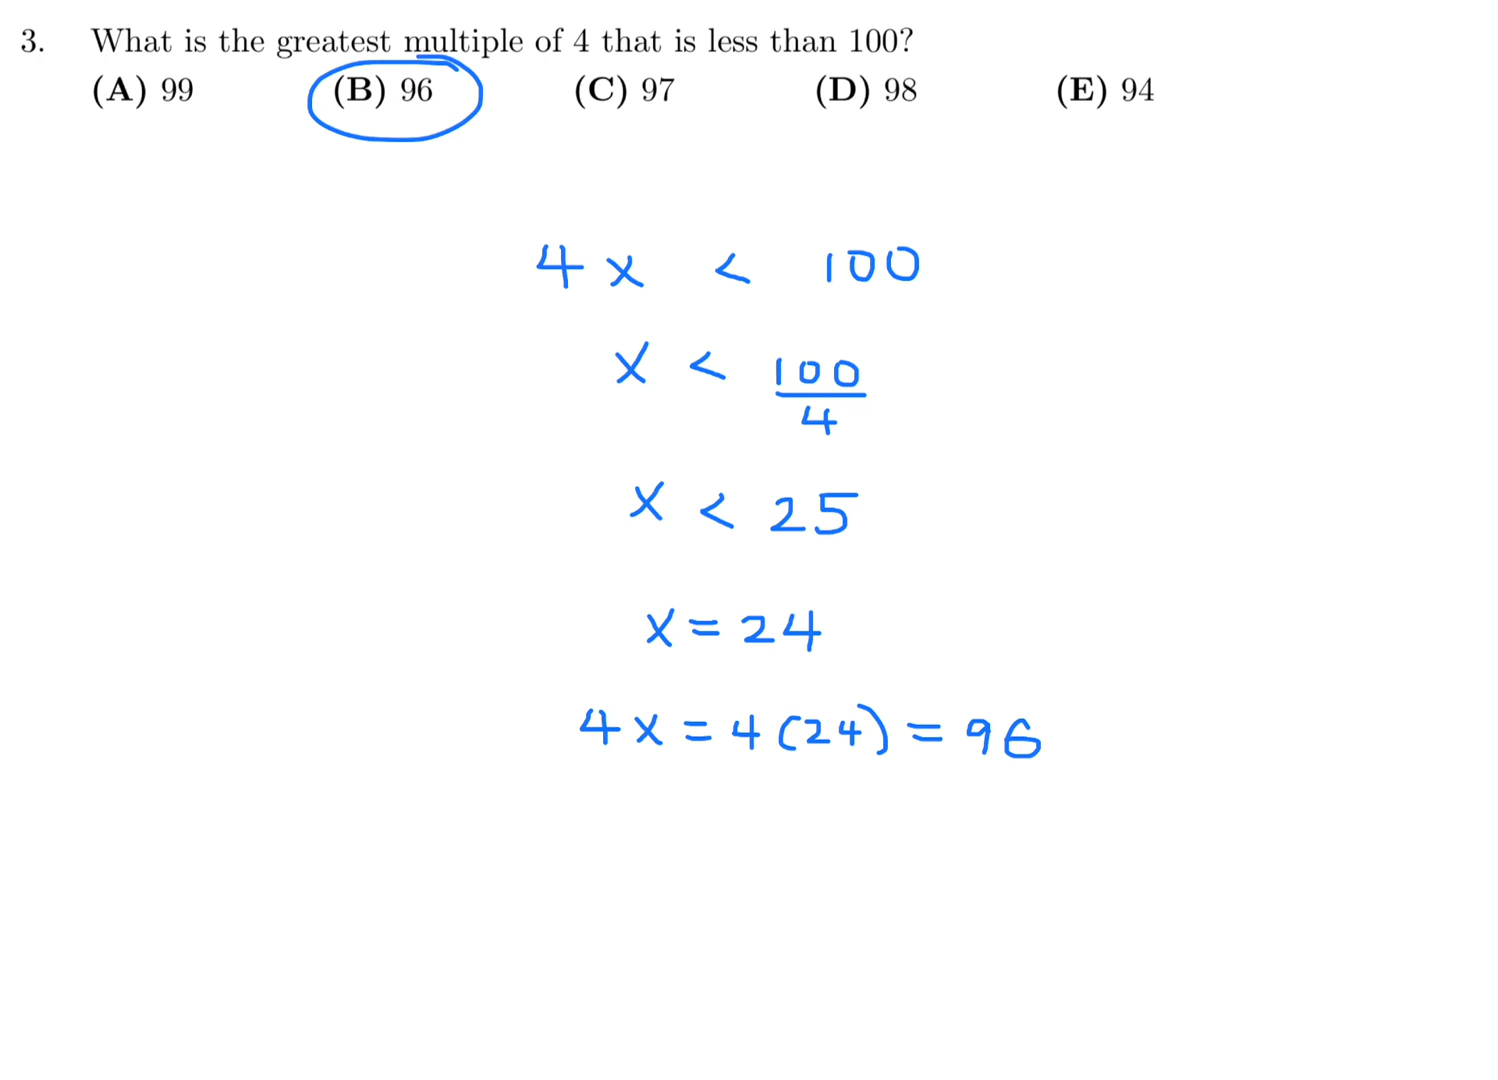 3. What is the greatest multiple of 4 that is less than 100?
(A) 99 (B) 96 (C) 97 (D) 98 (E) 94
4x < 100
x < 100/4
x < 25
x = 24
4x = 4(24) = 96